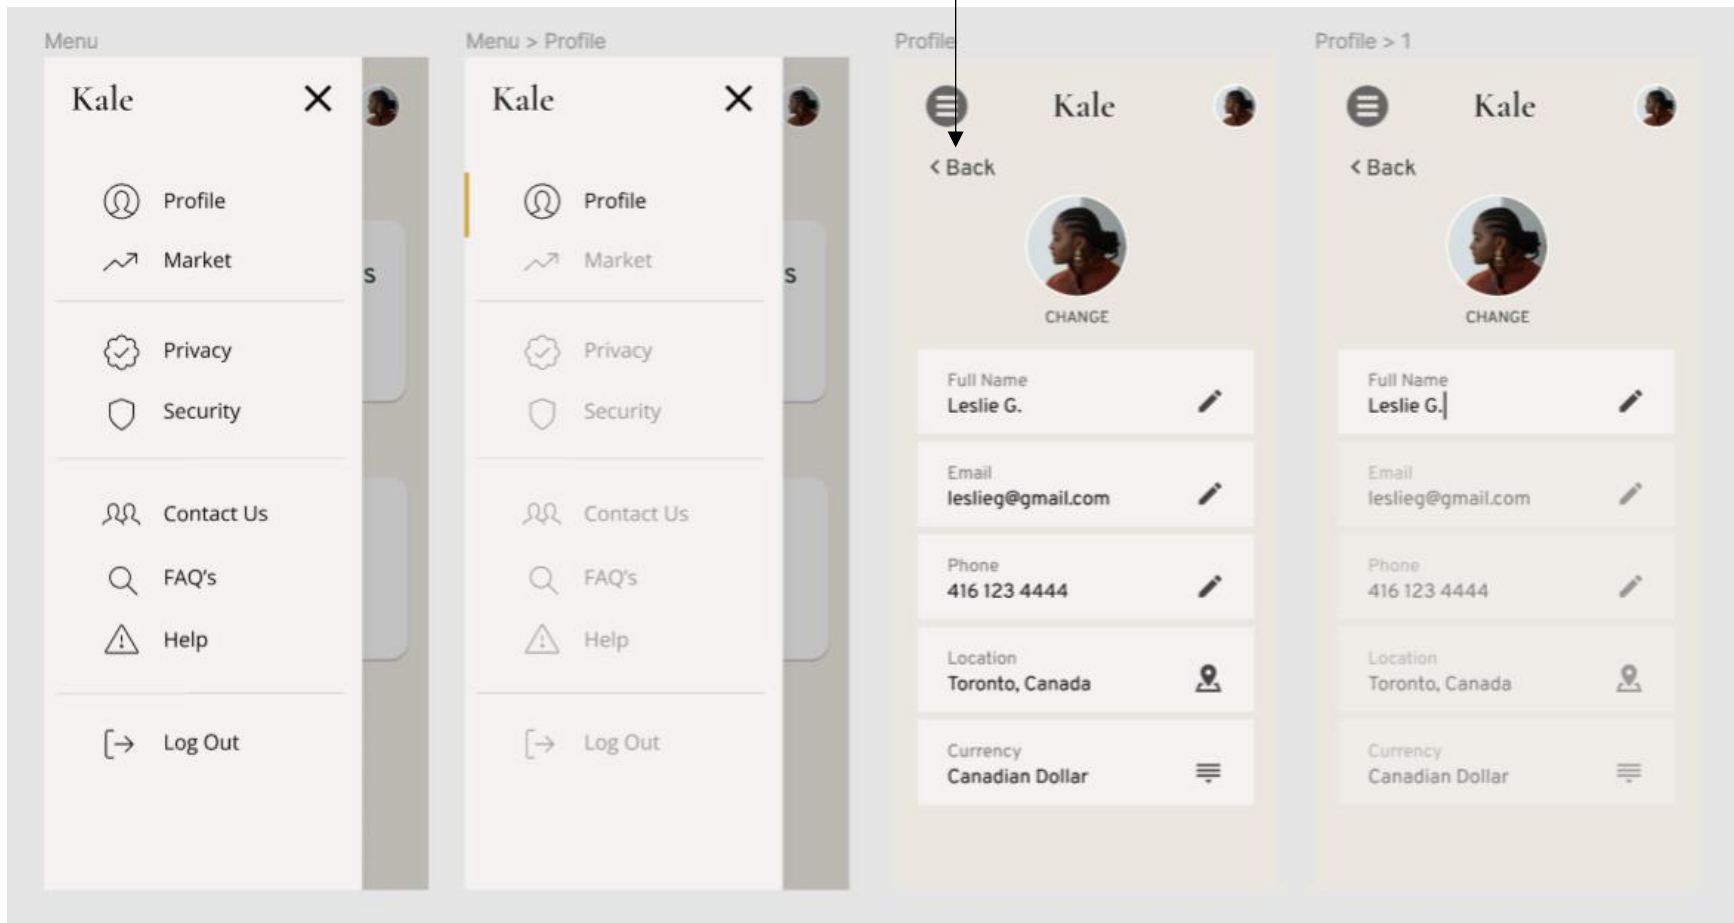 Menu
Kale
Profile
Market
s
Privacy
Security
Contact Us
FAQ's
Help
Log Out
Menu > Profile
Kale
Profile
Market
s
Privacy
Security
Contact Us
FAQ's
Help
Log Out
Profile
Kale
< Back
CHANGE
Full Name
Leslie G.
Email
leslieg@gmail.com
Phone
416 123 4444
Location
Toronto, Canada
Currency
Canadian Dollar
Profile > 1
Kale
< Back
CHANGE
Full Name
Leslie G.
Email
leslieg@gmail.com
Phone
416 123 4444
Location
Toronto, Canada
Currency
Canadian Dollar